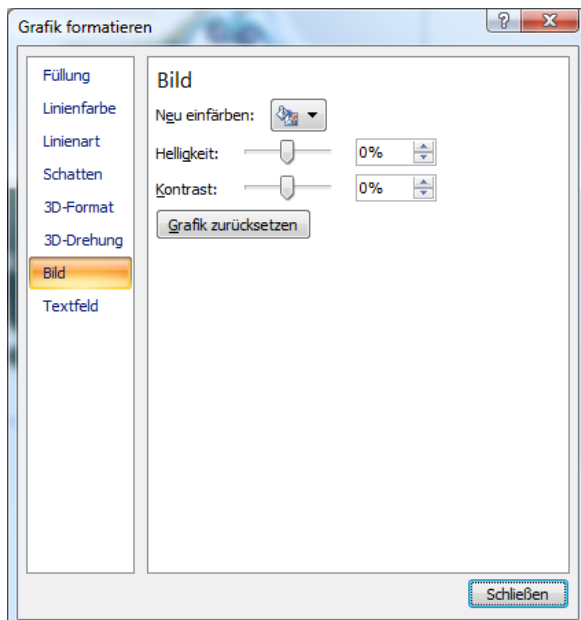 Grafik formatieren
Füllung
Linienfarbe
Linienart
Schatten
3D-Format
3D-Drehung
Bild
Textfeld
Bild
Neu einfärben:
Helligkeit: 0%
Kontrast: 0%
Grafik zurücksetzen
Schließen